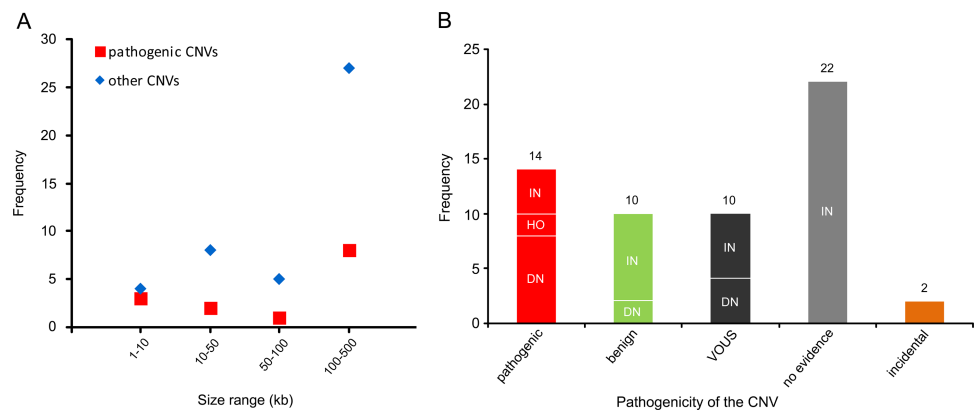 A
30
25
20
15
10
5
0
Frequency
pathogenic CNVs
other CNVs
1-10
10-50
50-100
100-500
Size range (kb)
B
25
20
15
10
5
0
Frequency
14
IN
HO
DN
10
IN
DN
10
IN
DN
22
IN
2
pathogenic
benign
VOUS
no evidence
incidental
Pathogenicity of the CNV